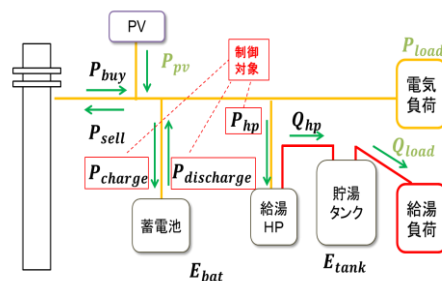 PV
P_buy
P_pv
制御
対象
P_load
電気
負荷
P_sell
P_hp
Q_hp
Q_load
P_charge
P_discharge
蓄電池
給湯
HP
貯湯
タンク
給湯
負荷
E_bat
E_tank